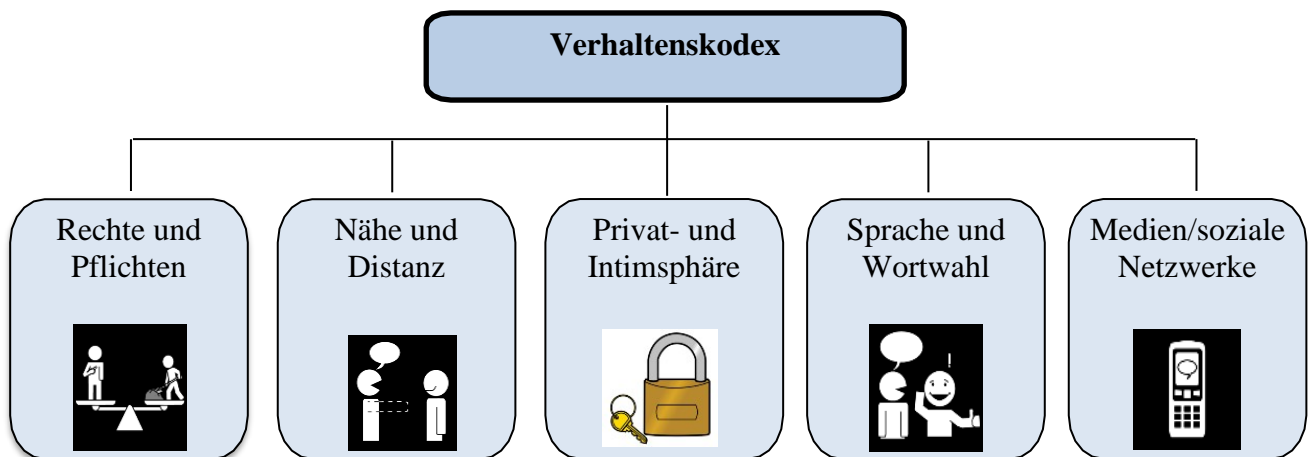 Verhaltenskodex
Rechte und
Pflichten
Nähe und
Distanz
Privat- und
Intimsphäre
Sprache und
Wortwahl
Medien/soziale
Netzwerke
!